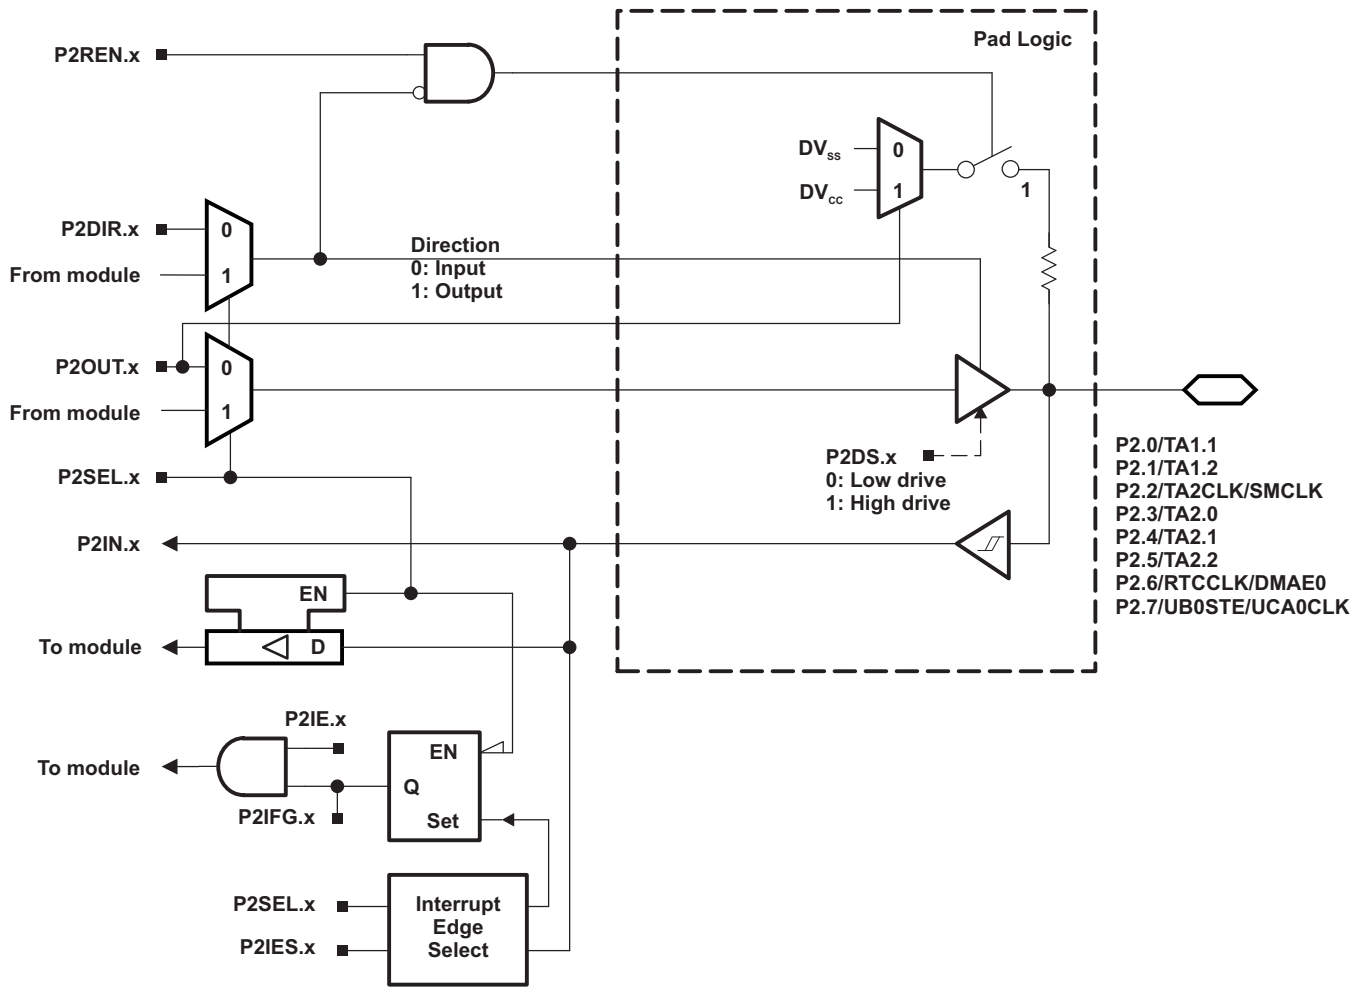 Pad Logic
P2REN.x
DVSS
0
DVCC
1
1
P2DIR.x
0
From module
1
Direction
0: Input
1: Output
P2OUT.x
0
From module
1
P2SEL.x
P2DS.x
0: Low drive
1: High drive
P2.0/TA1.1
P2.1/TA1.2
P2.2/TA2CLK/SMCLK
P2.3/TA2.0
P2.4/TA2.1
P2.5/TA2.2
P2.6/RTCCLK/DMAE0
P2.7/UB0STE/UCA0CLK
P2IN.x
EN
To module
D
P2IE.x
To module
EN
Q
P2IFG.x
Set
P2SEL.x
P2IES.x
Interrupt
Edge
Select